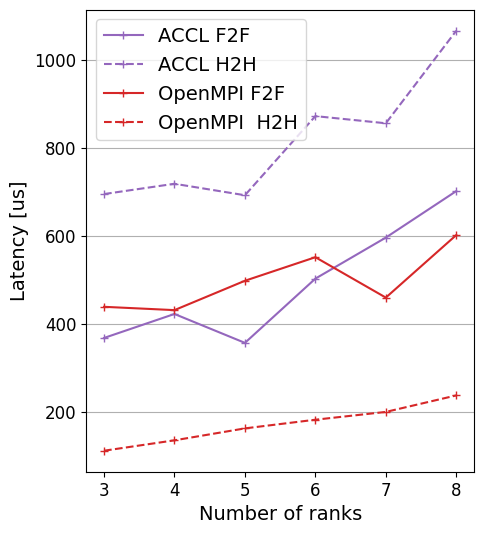 ACCL F2F
ACCL H2H
OpenMPI F2F
OpenMPI  H2H
1000
800
600
400
200
Latency [us]
3 4 5 6 7 8
Number of ranks